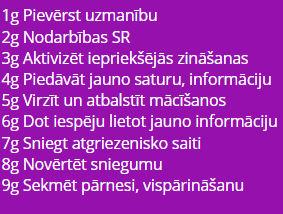 1g Pievērst uzmanību
2g Nodarbības SR
3g Aktivizēt iepriekšējās zināšanas
4g Piedāvāt jauno saturu, informāciju
5g Virzīt un atbalstīt mācīšanos
6g Dot iespēju lietot jauno informāciju
7g Sniegt atgriezenisko saiti
8g Novērtēt sniegumu
9g Sekmēt pārnesi, vispārināšanu